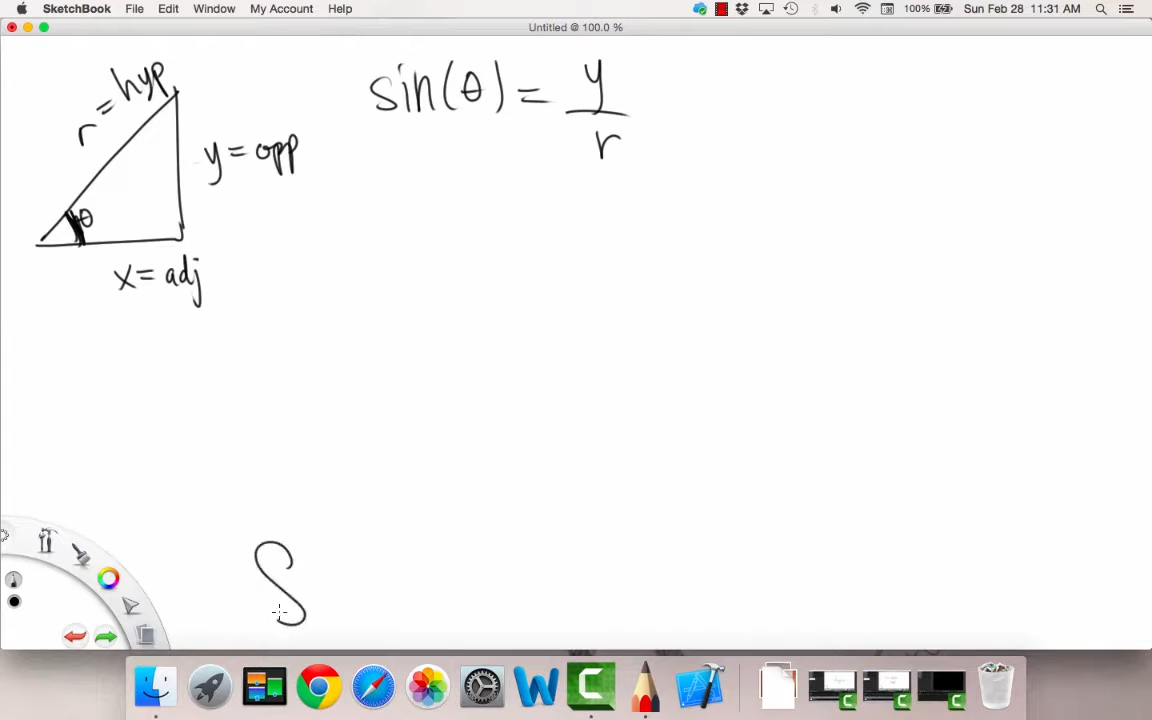 SketchBook File Edit Window My Account Help 100% Sun Feb 28 11:31 AM
Untitled @ 100.0 %
r = hyp
sin(θ) = y
r
y = opp
θ
x = adj
S